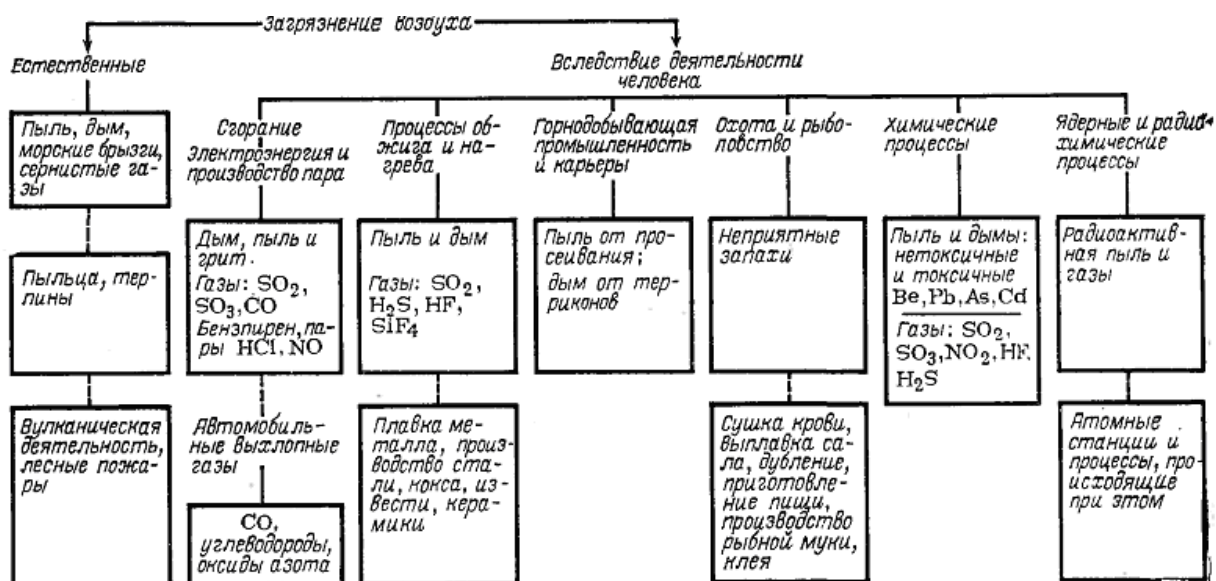 Загрязнение воздуха
Естественные
Вследствие деятельности
человека
Пыль, дым,
морские брызги,
сернистые га-
зы
Пыльца, тер-
пины
Вулканическая
деятельность,
лесные пожа-
ры
Сгорание
Электроэнергия и
производство пара
Дым, пыль и
грит.
Газы: SO₂,
SO₃, CO
Бензпирен, па-
ры HCl, NO
Автомобиль-
ные выхлопные
газы
CO,
углеводороды,
оксиды азота
Процессы об-
жига и на-
грева
Пыль и дым
Газы: SO₂,
H₂S, HF,
SiF₄
Плавка ме-
талла, произ-
водство ста-
ли, кокса, из-
вести, кера-
мики
Горнодобывающая
промышленность
и карьеры
Пыль от про-
сеивания;
дым от тер-
риконов
Охота и рыбо-
ловство
Неприятные
запахи
Сушка крови,
выплавка са-
ла, дубление,
приготовле-
ние пищи,
производство
рыбной муки,
клея
Химические
процессы
Пыль и дымы:
нетоксичные
и токсичные
Be, Pb, As, Cd
Газы: SO₂,
SO₃, NO₂, HF,
H₂S
Ядерные и радио-
химические
процессы
Радиоактив-
ная пыль и
газы
Атомные
станции и
процессы, про-
исходящие
при этом